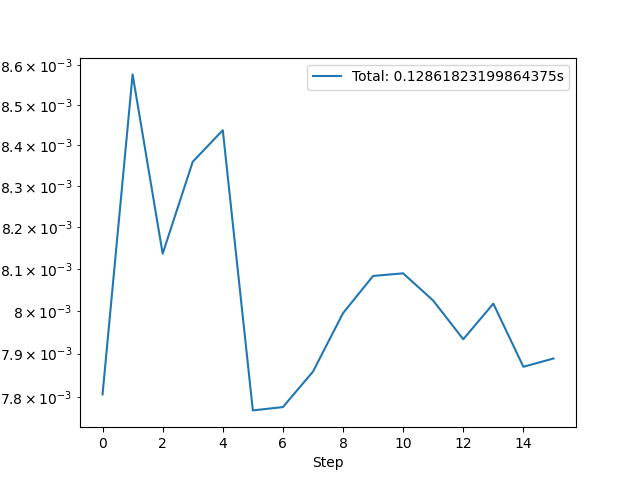 Total: 0.12861823199864375s
8.6 × 10⁻³
8.5 × 10⁻³
8.4 × 10⁻³
8.3 × 10⁻³
8.2 × 10⁻³
8.1 × 10⁻³
8 × 10⁻³
7.9 × 10⁻³
7.8 × 10⁻³
0 2 4 6 8 10 12 14
Step